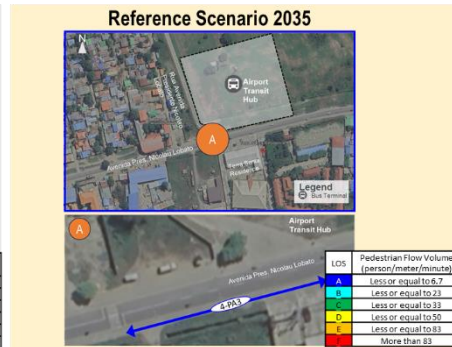 Reference Scenario 2035
N
Airport
Transit
Hub
A
Avenida Pres. Nicolau Lobato
Legend
Bus Terminal
A
Airport
Transit Hub
Avenida Pres. Nicolau Lobato
4-PA3
LOS Pedestrian Flow Volume (person/meter/minute)
A Less or equal to 6.7
B Less or equal to 23
C Less or equal to 33
D Less or equal to 50
E Less or equal to 83
More than 83